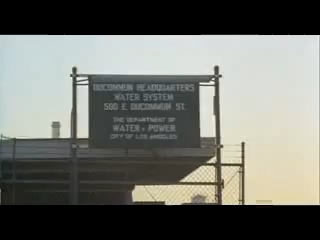 DUCOMMUN HEADQUARTERS
WATER SYSTEM
500 E. DUCOMMUN ST.
THE DEPARTMENT OF
WATER & POWER
CITY OF LOS ANGELES